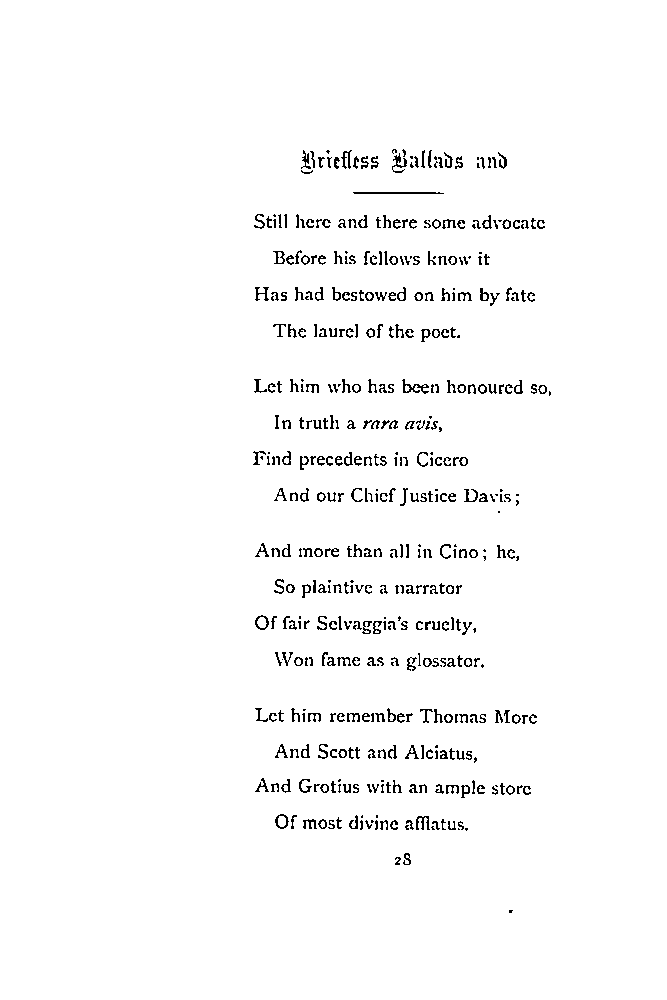 Briefless Ballads and
Still here and there some advocate
Before his fellows know it
Has had bestowed on him by fate
The laurel of the poet.
Let him who has been honoured so,
In truth a rara avis,
Find precedents in Cicero
And our Chief Justice Davis;
And more than all in Cino; he,
So plaintive a narrator
Of fair Selvaggia's cruelty,
Won fame as a glossator.
Let him remember Thomas More
And Scott and Alciatus,
And Grotius with an ample store
Of most divine afflatus.
28